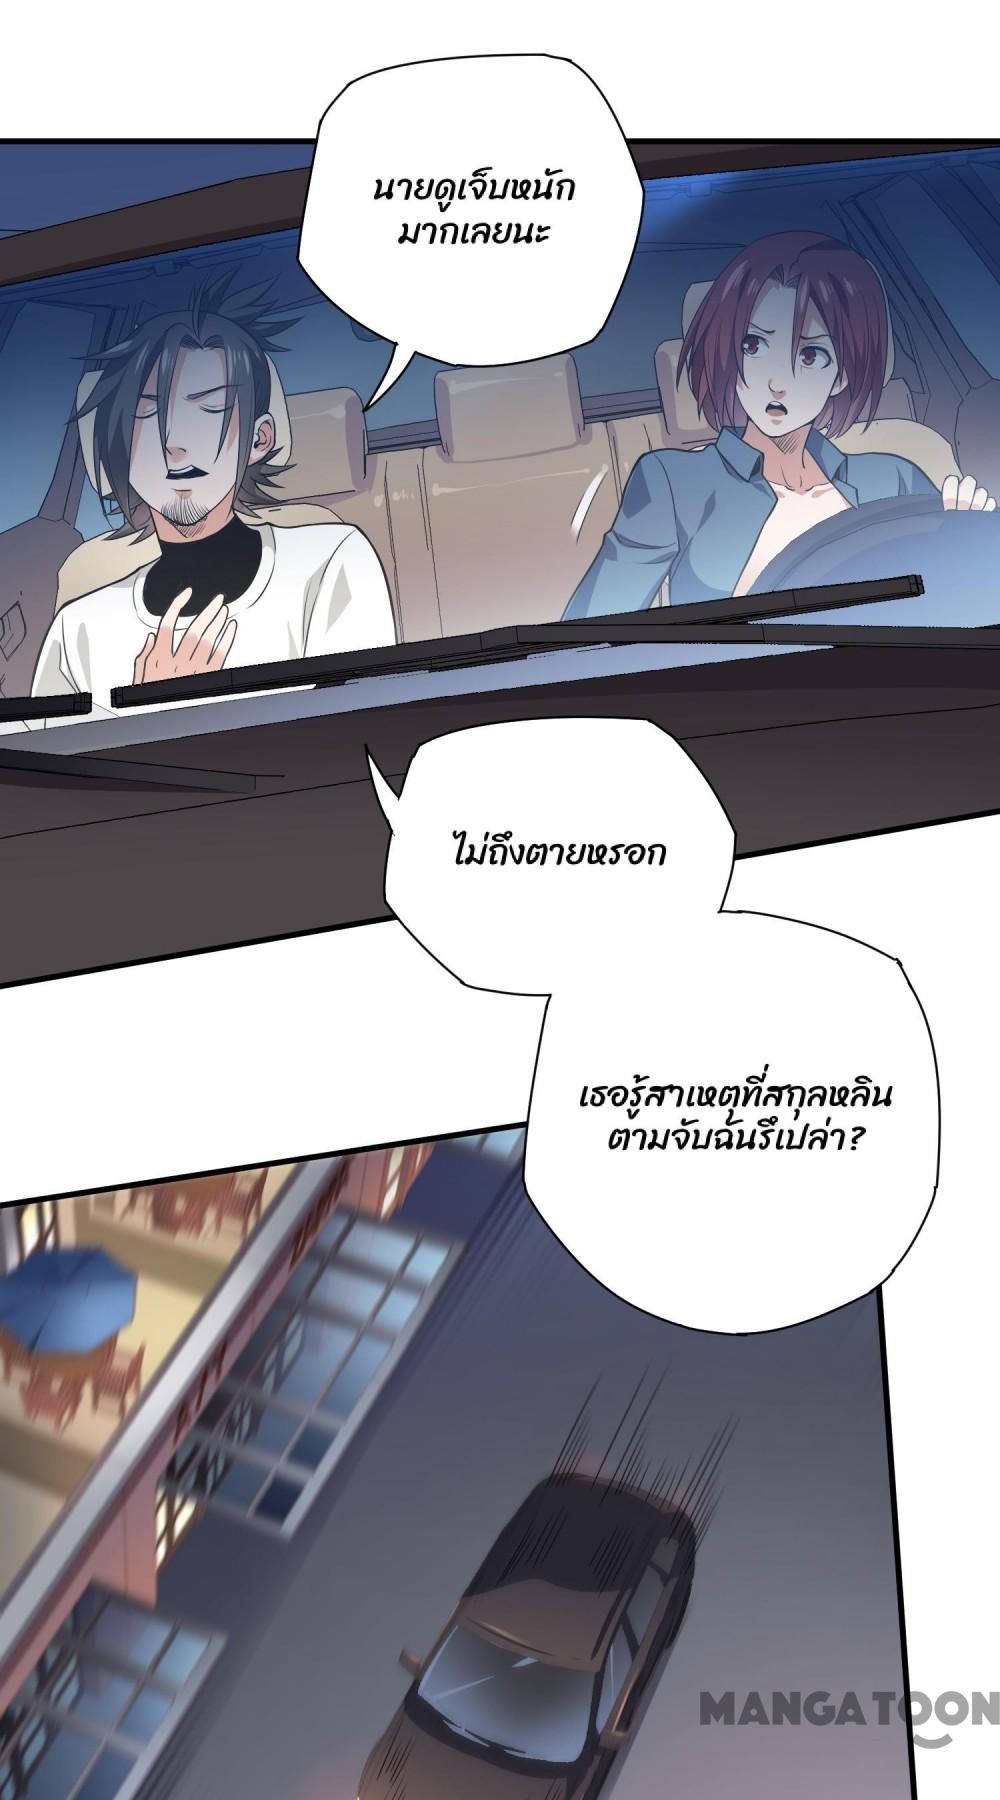 นายดูเจ็บหนัก
มากเลยนะ
ไม่ถึงตายหรอก
เธอรู้สาเหตุที่สกุลหลิน
ตามจับฉันรึเปล่า?
MANGATOON